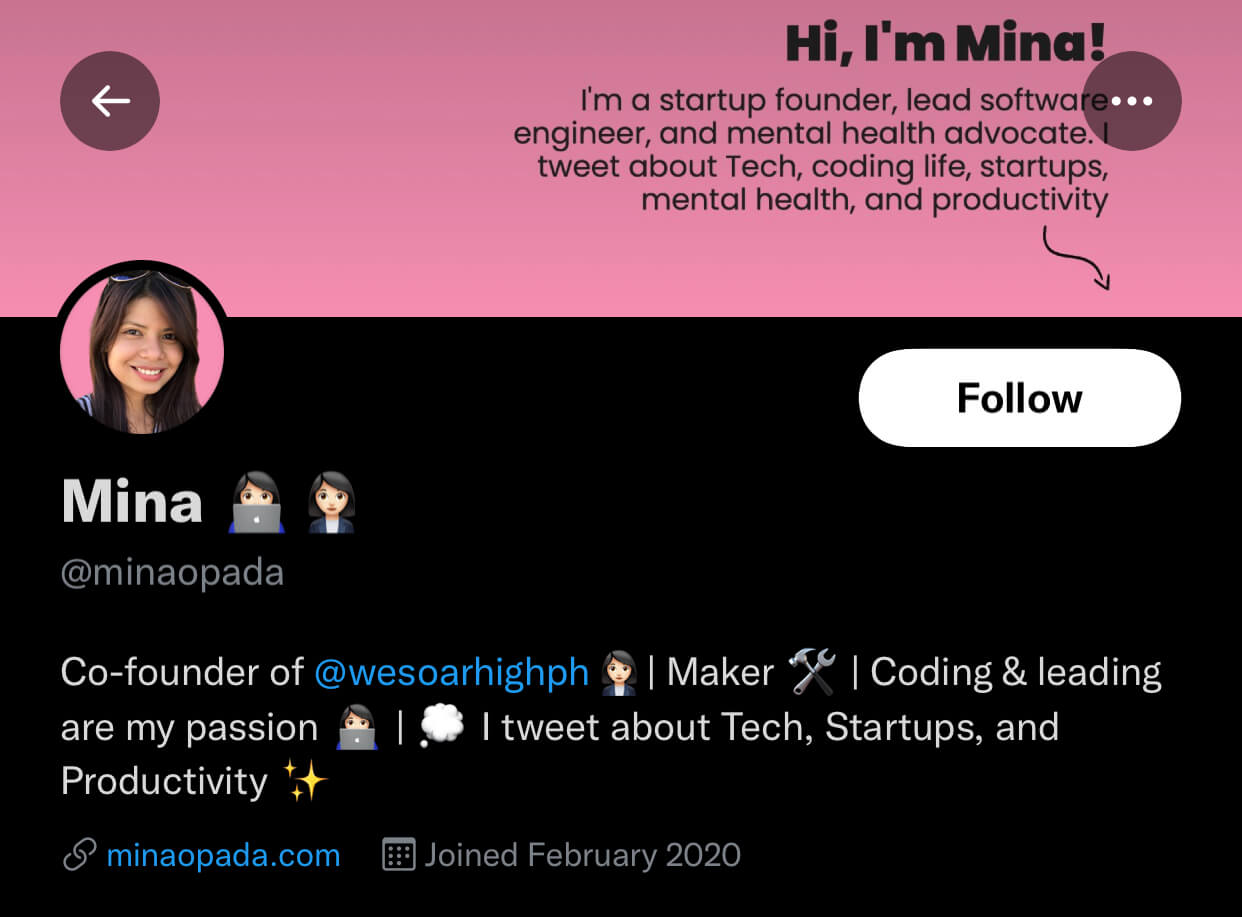 Hi, I'm Mina!
I'm a startup founder, lead software
engineer, and mental health advocate. I
tweet about Tech, coding life, startups,
mental health, and productivity
Follow
Mina 👩🏻‍💻 👩🏻‍💼
@minaopada
Co-founder of @wesoarhighph 👩🏻‍💼| Maker 🛠️ | Coding & leading
are my passion 👩🏻‍💻 | 💭 I tweet about Tech, Startups, and
Productivity ✨
minaopada.com Joined February 2020